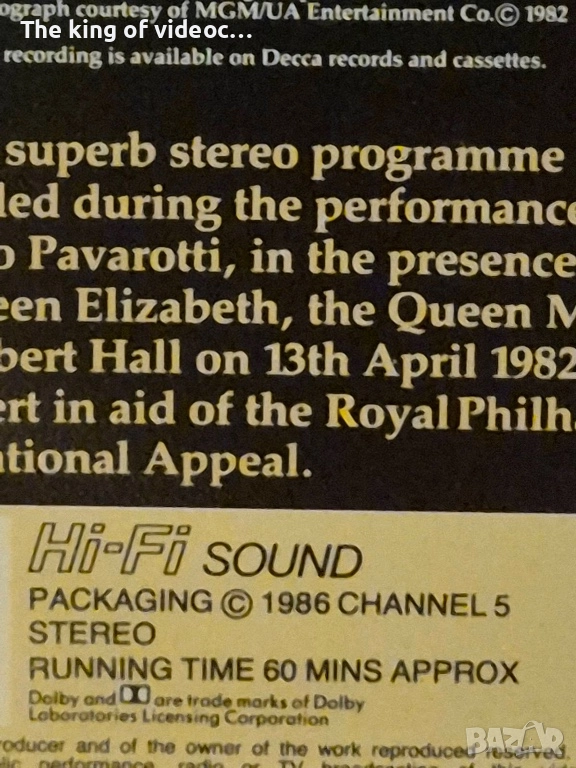 ograph courtesy of MGM/UA Entertainment Co.© 1982
The king of videoc...
recording is available on Decca records and cassettes.
superb stereo programme
led during the performance
o Pavarotti, in the presence
een Elizabeth, the Queen M
bert Hall on 13th April 1982
ert in aid of the Royal Philha
ational Appeal.
Hi-Fi SOUND
PACKAGING © 1986 CHANNEL 5
STEREO
RUNNING TIME 60 MINS APPROX
Dolby and are trade marks of Dolby
Laboratories Licensing Corporation
roducer and of the owner of the work reproduced reserved.
BAZAR